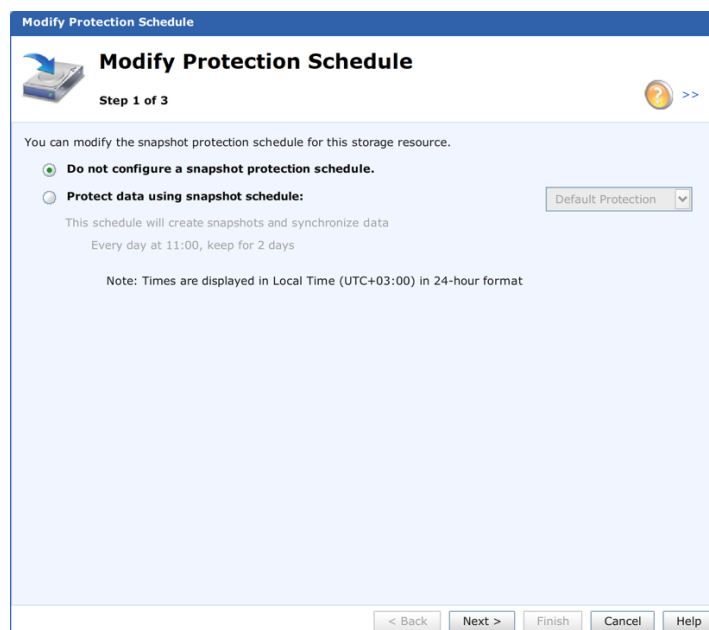 Modify Protection Schedule
Modify Protection Schedule
Step 1 of 3
? >>
You can modify the snapshot protection schedule for this storage resource.
Do not configure a snapshot protection schedule.
Protect data using snapshot schedule: Default Protection
This schedule will create snapshots and synchronize data
Every day at 11:00, keep for 2 days
Note: Times are displayed in Local Time (UTC+03:00) in 24-hour format
< Back Next > Finish Cancel Help